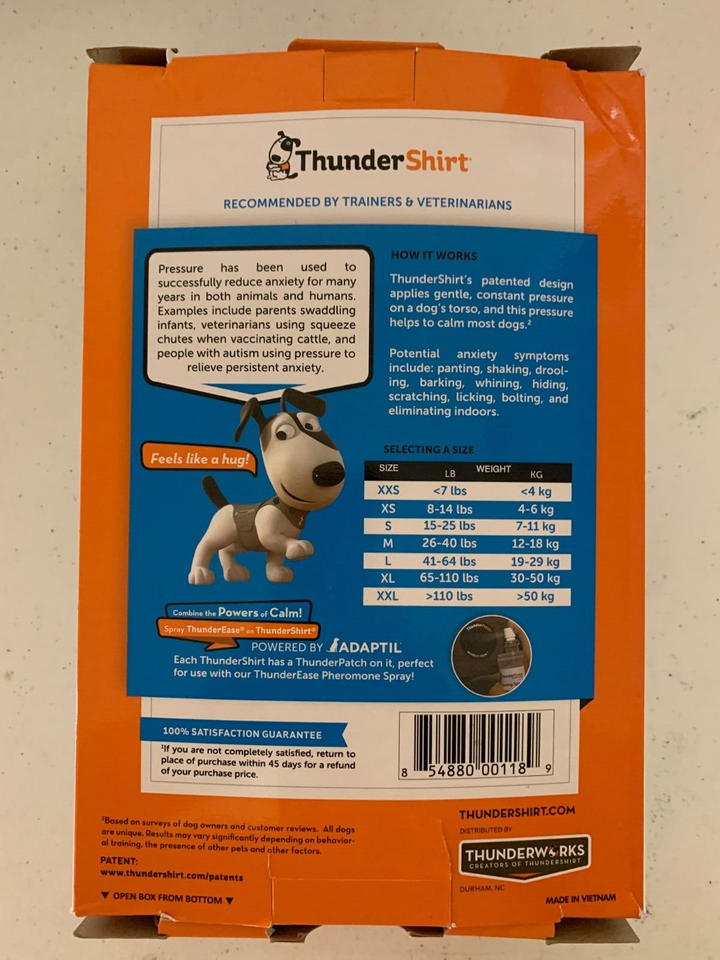 ThunderShirt
RECOMMENDED BY TRAINERS & VETERINARIANS
Pressure has been used to
successfully reduce anxiety for many
years in both animals and humans.
Examples include parents swaddling
infants, veterinarians using squeeze
chutes when vaccinating cattle, and
people with autism using pressure to
relieve persistent anxiety.
Feels like a hug!
HOW IT WORKS
ThunderShirt's patented design
applies gentle, constant pressure
on a dog's torso, and this pressure
helps to calm most dogs.²
Potential anxiety symptoms
include: panting, shaking, drool-
ing, barking, whining, hiding,
scratching, licking, bolting, and
eliminating indoors.
SELECTING A SIZE
SIZE LB WEIGHT KG
XXS <7 lbs <4 kg
XS 8-14 lbs 4-6 kg
S 15-25 lbs 7-11 kg
M 26-40 lbs 12-18 kg
L 41-64 lbs 19-29 kg
XL 65-110 lbs 30-50 kg
XXL >110 lbs >50 kg
Combine the Powers of Calm!
Spray ThunderEase® on ThunderShirt®
POWERED BY ADAPTIL
Each ThunderShirt has a ThunderPatch on it, perfect
for use with our ThunderEase Pheromone Spray!
100% SATISFACTION GUARANTEE
¹If you are not completely satisfied, return to
place of purchase within 45 days for a refund
of your purchase price.
8 54880 00118 9
²Based on surveys of dog owners and customer reviews. All dogs
are unique. Results may vary significantly depending on behavior-
al training, the presence of other pets and other factors.
PATENT:
www.thundershirt.com/patents
▼ OPEN BOX FROM BOTTOM ▼
THUNDERSHIRT.COM
DISTRIBUTED BY
THUNDERWORKS
CREATORS OF THUNDERSHIRT
DURHAM, NC
MADE IN VIETNAM